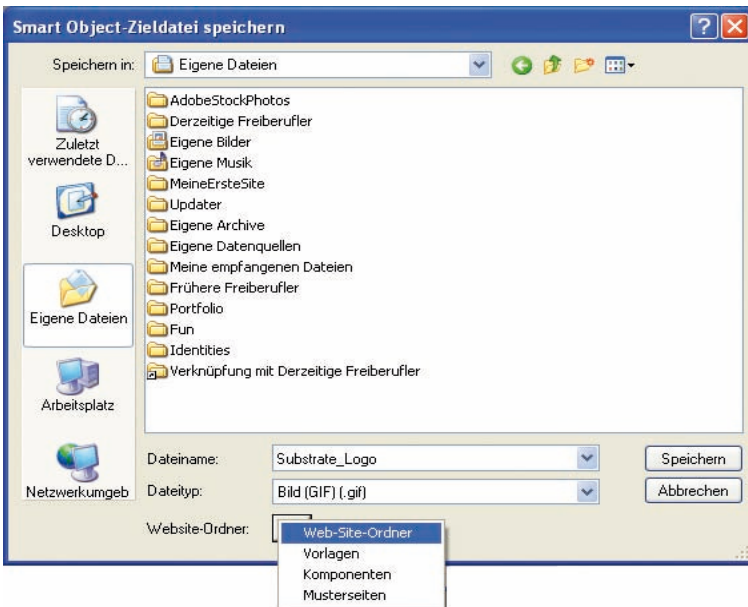 Smart Object-Zieldatei speichern
Speichern in:
Eigene Dateien
Zuletzt
verwendete D...
Desktop
Eigene Dateien
Arbeitsplatz
Netzwerkumgeb
AdobeStockPhotos
Derzeitige Freiberufler
Eigene Bilder
Eigene Musik
MeineErsteSite
Updater
Eigene Archive
Eigene Datenquellen
Meine empfangenen Dateien
Frühere Freiberufler
Portfolio
Fun
Identities
Verknüpfung mit Derzeitige Freiberufler
Dateiname:
Substrate_Logo
Speichern
Dateityp:
Bild (GIF) (.gif)
Abbrechen
Website-Ordner:
Web-Site-Ordner
Vorlagen
Komponenten
Musterseiten